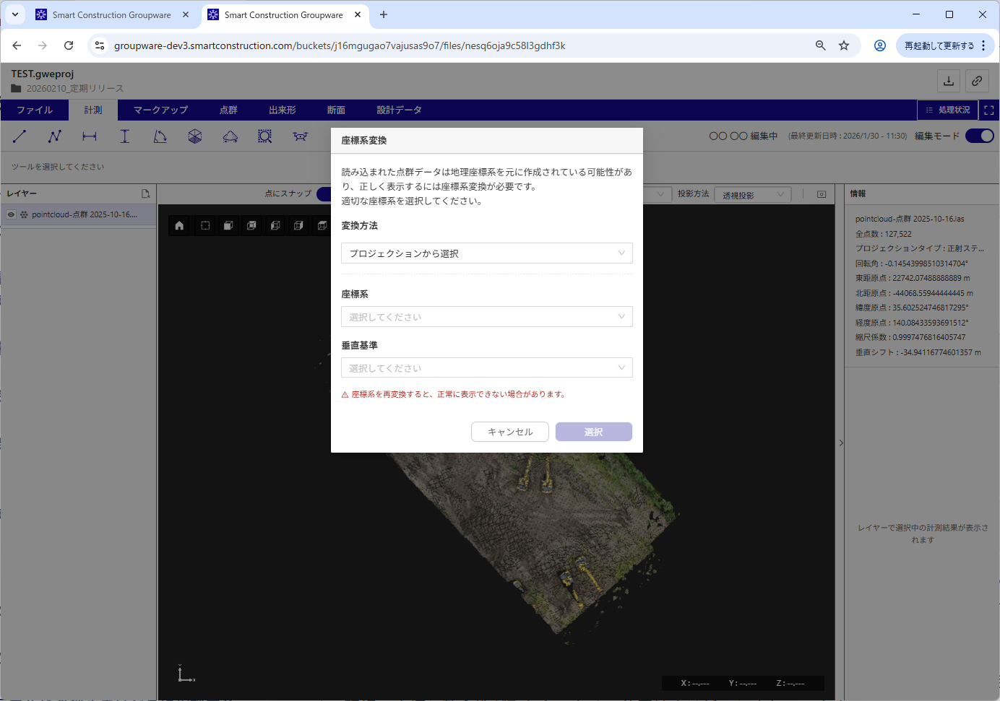 Smart Construction Groupware
Smart Construction Groupware
groupware-dev3.smartconstruction.com/buckets/j16mgugao7vajusas9o7/files/nesq6oja9c58l3gdhf3k
再起動して更新する
TEST.gweproj
20260210_定期リリース
ファイル 計測 マークアップ 点群 出来形 断面 設計データ 処理状況
〇〇 〇〇 編集中 (最終更新日時 : 2026/1/30 - 11:30) 編集モード
ツールを選択してください
レイヤー
pointcloud-点群 2025-10-16....
点にスナップ
投影方法 透視投影
座標系変換
読み込まれた点群データは地理座標系を元に作成されている可能性があ
り、正しく表示するには座標系変換が必要です。
適切な座標系を選択してください。
変換方法
プロジェクションから選択
座標系
選択してください
垂直基準
選択してください
座標系を再変換すると、正常に表示できない場合があります。
キャンセル 選択
情報
pointcloud-点群 2025-10-16.las
全点数 : 127,522
プロジェクションタイプ : 正射ステ...
回転角 : -0.14543998510314704°
東距原点 : 22742.07488888889 m
北距原点 : -44068.55944444445 m
緯度原点 : 35.602524746817295°
経度原点 : 140.08433593691512°
縮尺係数 : 0.9997476816405747
垂直シフト : -34.94116774601357 m
レイヤーで選択中の計測結果が表示さ
れます
X:--.--- Y:--.--- Z:--.---